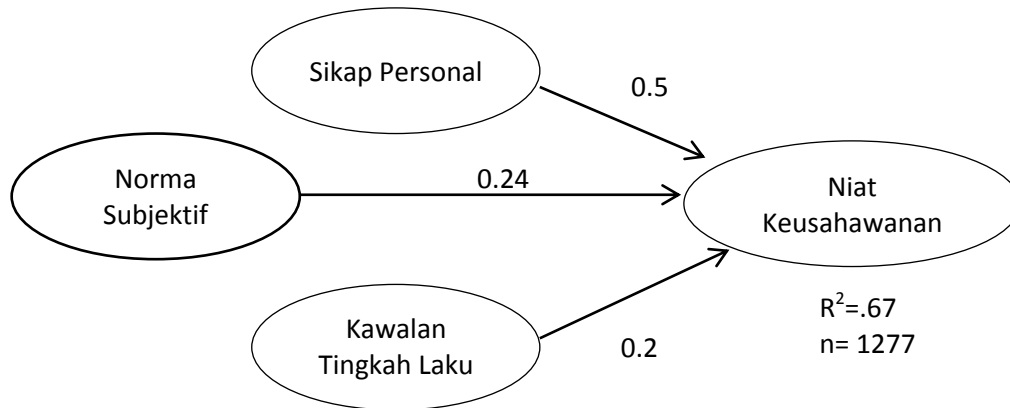 Sikap Personal
0.5
Norma
Subjektif
0.24
Niat
Keusahawanan
Kawalan
Tingkah Laku
0.2
R²=.67
n= 1277